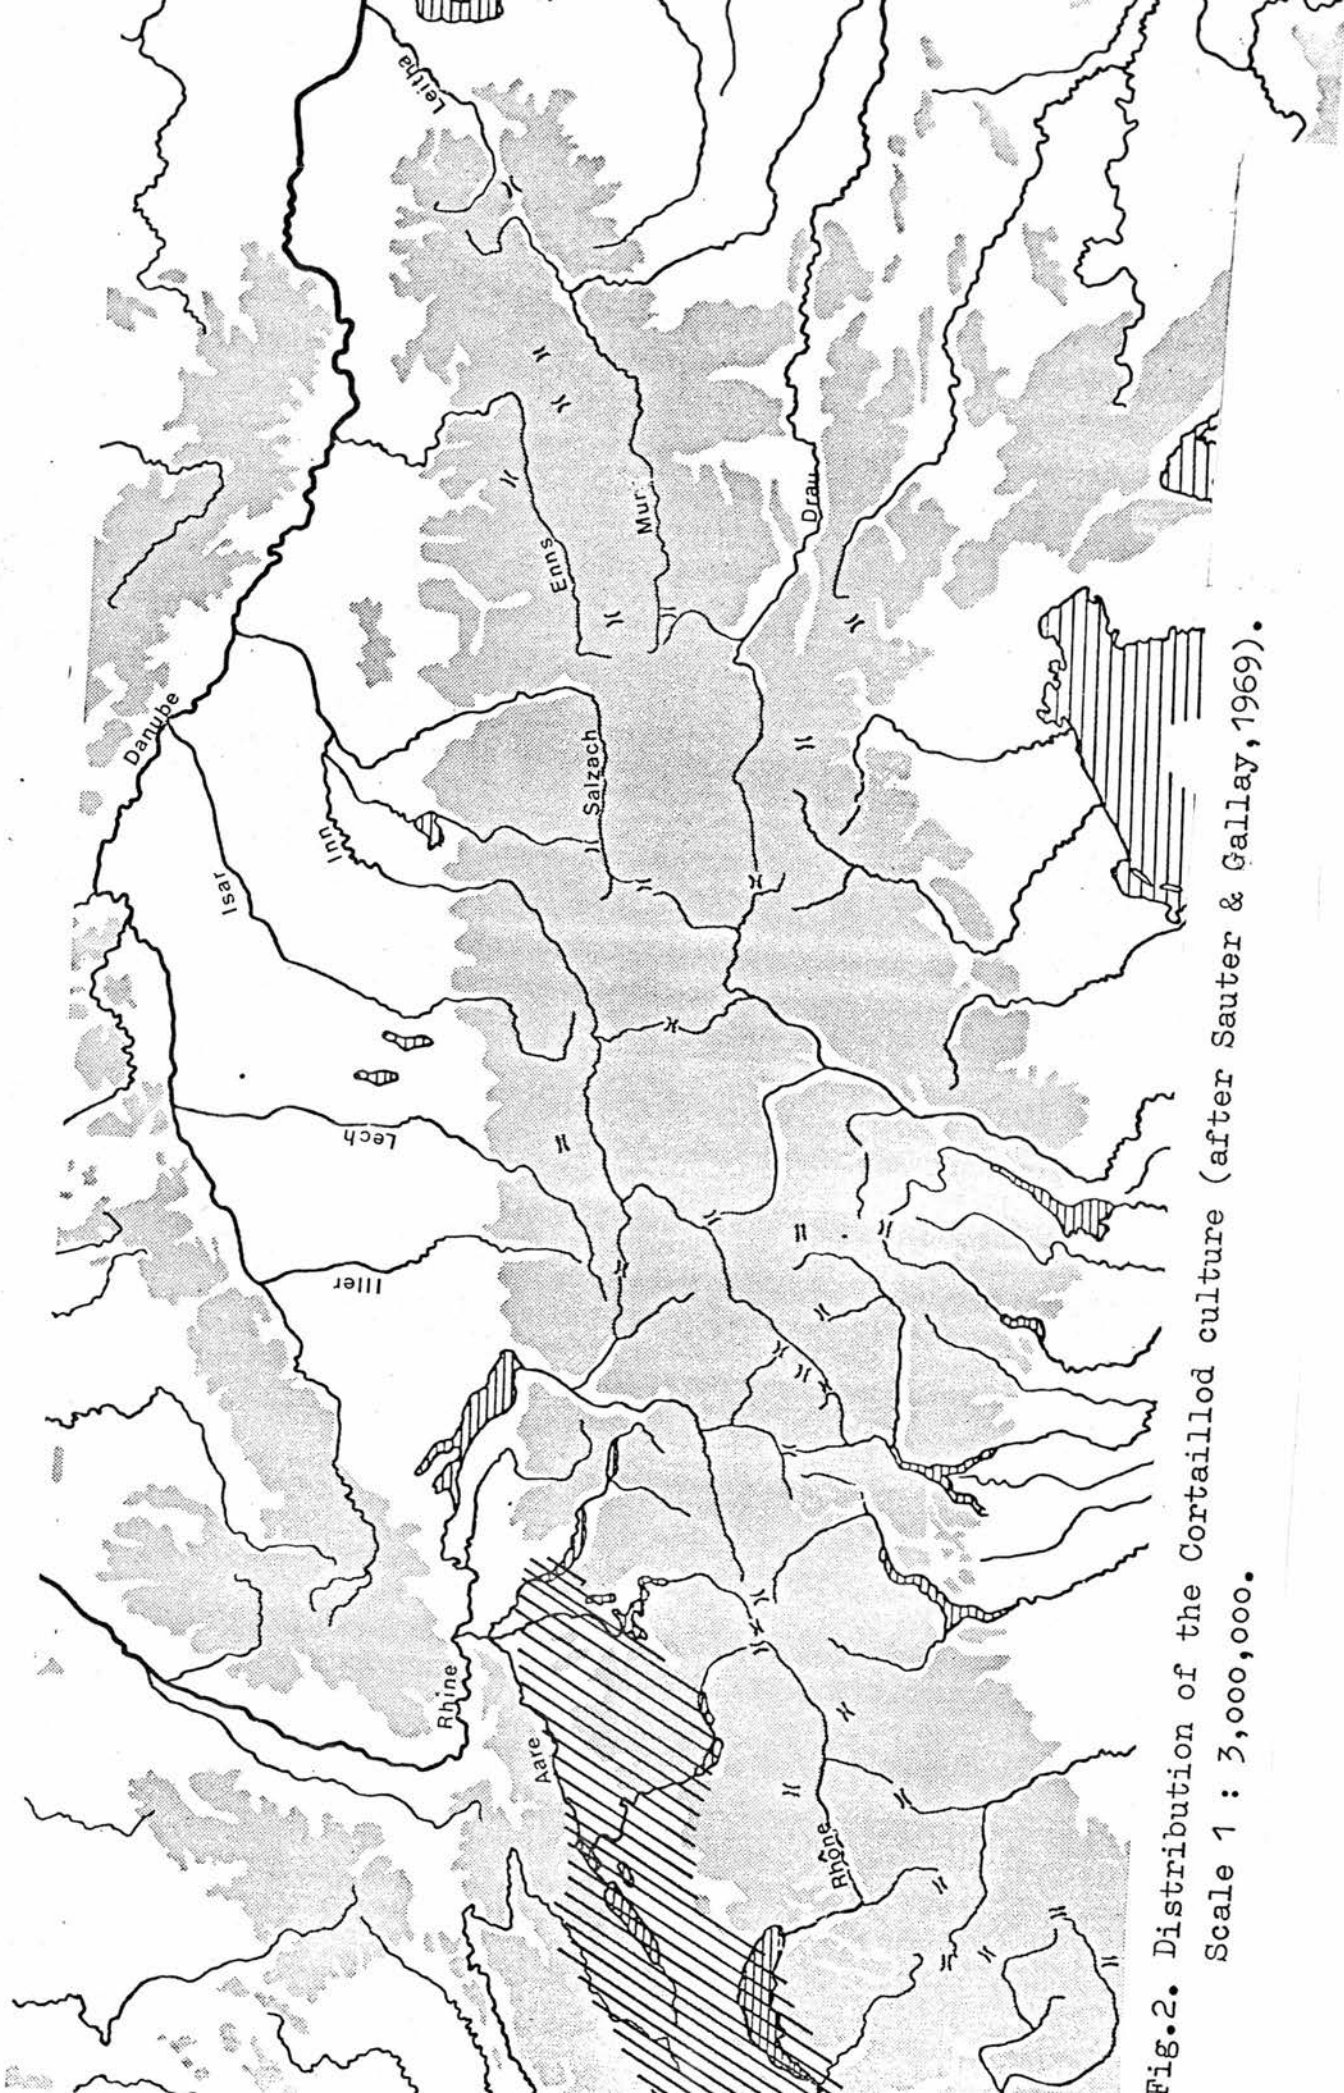 Rhine
Aare
Rhône
Iller
Lech
Isar
Inn
Danube
Salzach
Enns
Mur
Drau
Leitha
Fig.2. Distribution of the Cortaillod culture (after Sauter & Gallay,1969).
Scale 1 : 3,000,000.